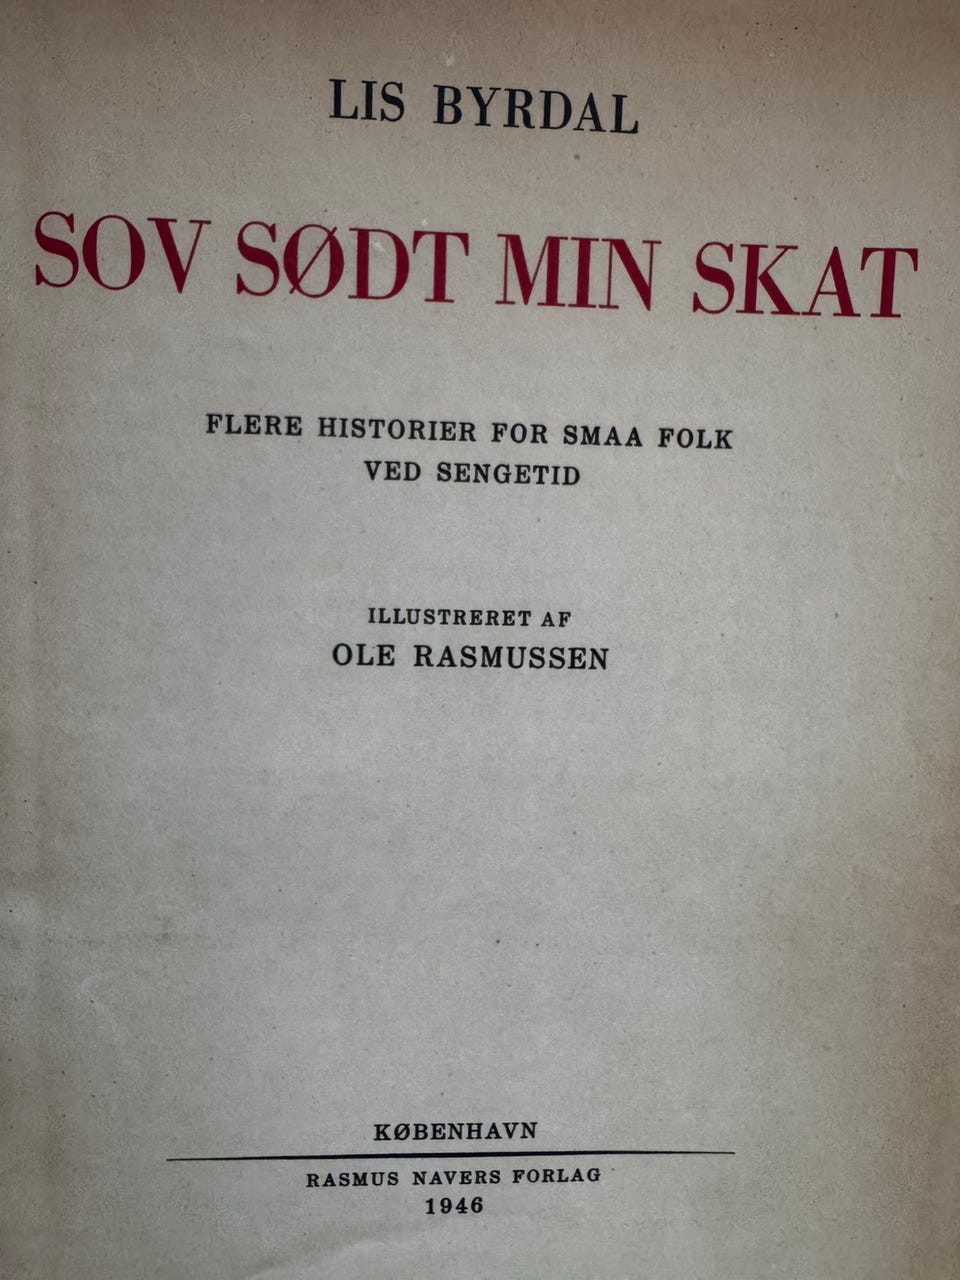 LIS BYRDAL
SOV SØDT MIN SKAT
FLERE HISTORIER FOR SMAA FOLK
VED SENGETID
ILLUSTRERET AF
OLE RASMUSSEN
KØBENHAVN
RASMUS NAVERS FORLAG
1946